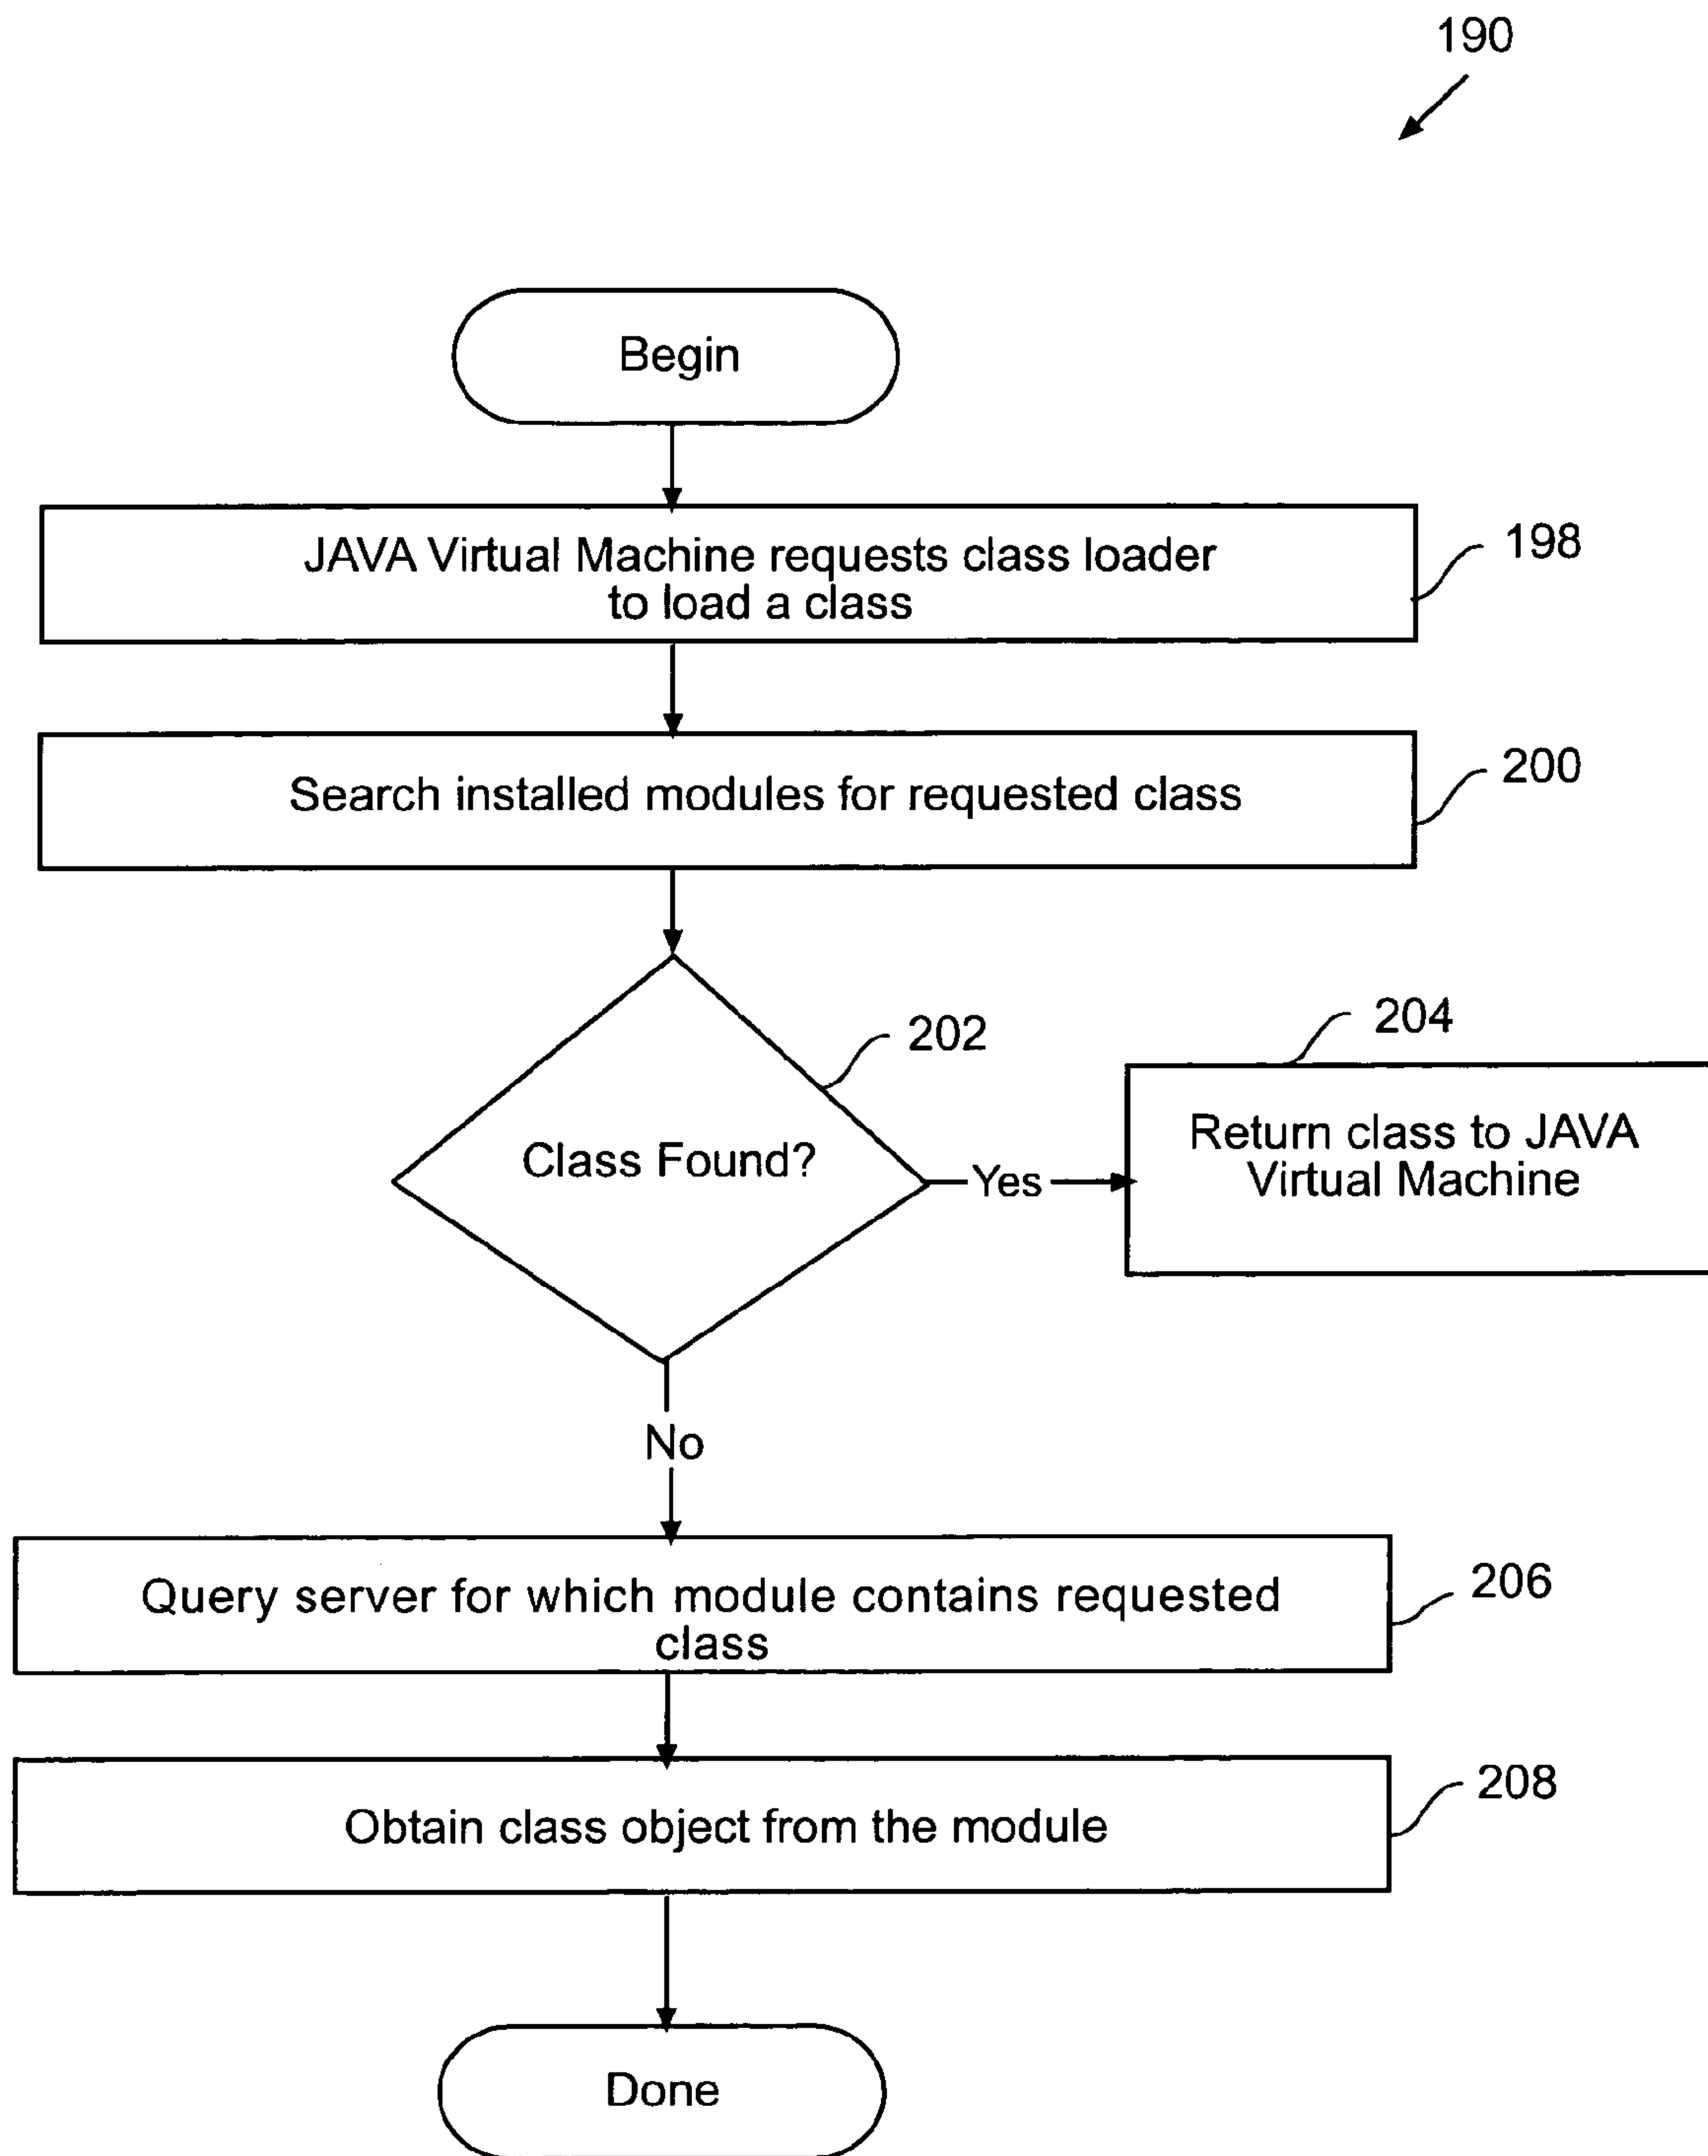 190
Begin
JAVA Virtual Machine requests class loader
to load a class
198
Search installed modules for requested class
200
202
204
Class Found?
Yes
Return class to JAVA
Virtual Machine
No
Query server for which module contains requested
class
206
Obtain class object from the module
208
Done